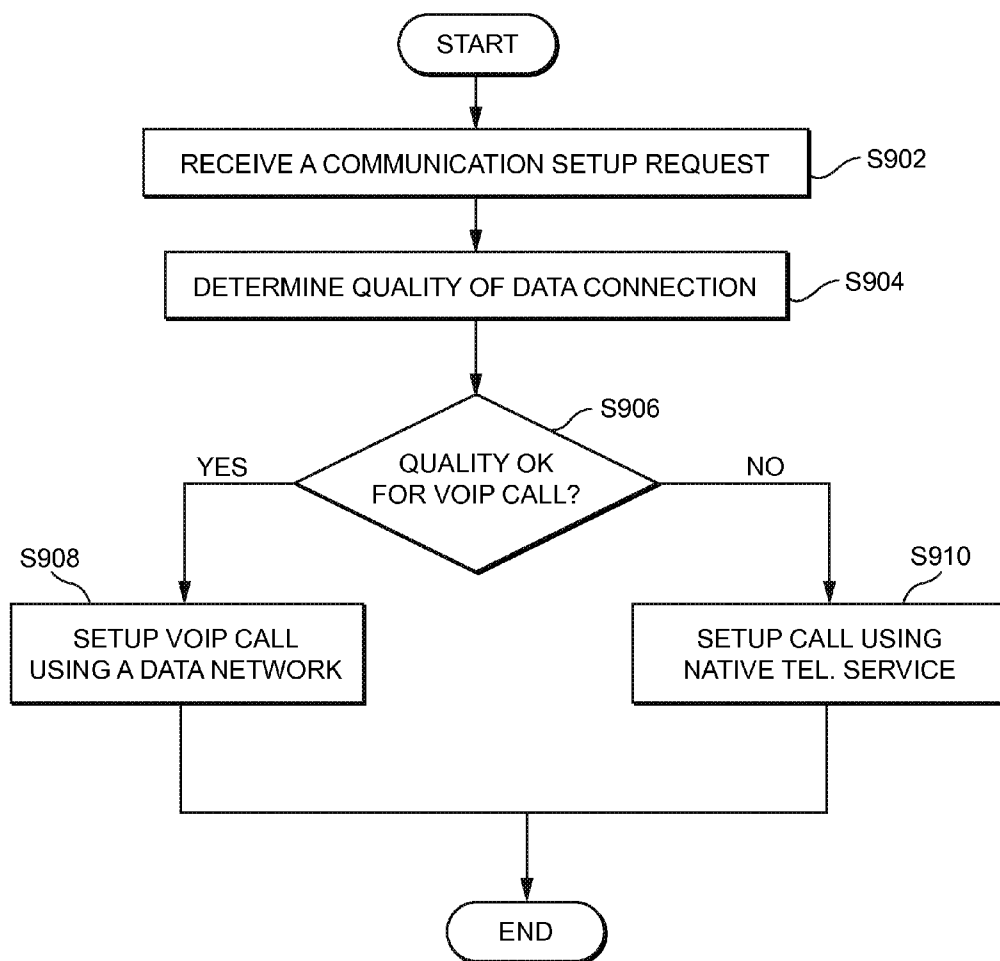 START
RECEIVE A COMMUNICATION SETUP REQUEST
S902
DETERMINE QUALITY OF DATA CONNECTION
S904
S906
QUALITY OK
FOR VOIP CALL?
YES
NO
S908
SETUP VOIP CALL
USING A DATA NETWORK
S910
SETUP CALL USING
NATIVE TEL. SERVICE
END